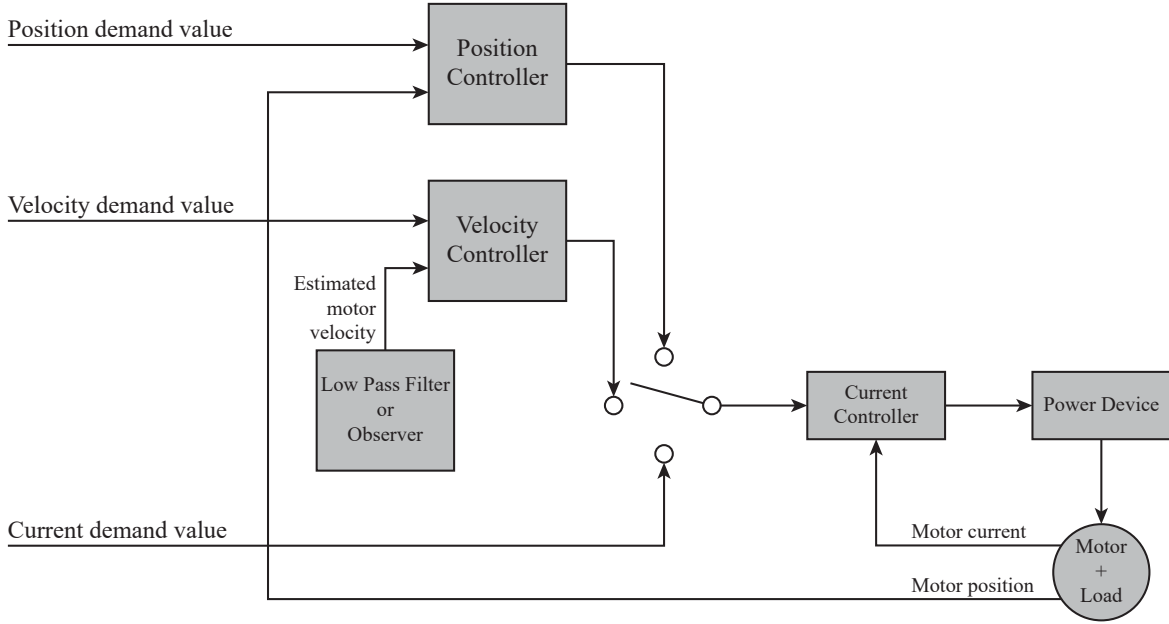 Position demand value
Position
Controller
Velocity demand value
Velocity
Controller
Estimated
motor
velocity
Low Pass Filter
or
Observer
Current
Controller
Power Device
Current demand value
Motor current
Motor
+
Load
Motor position